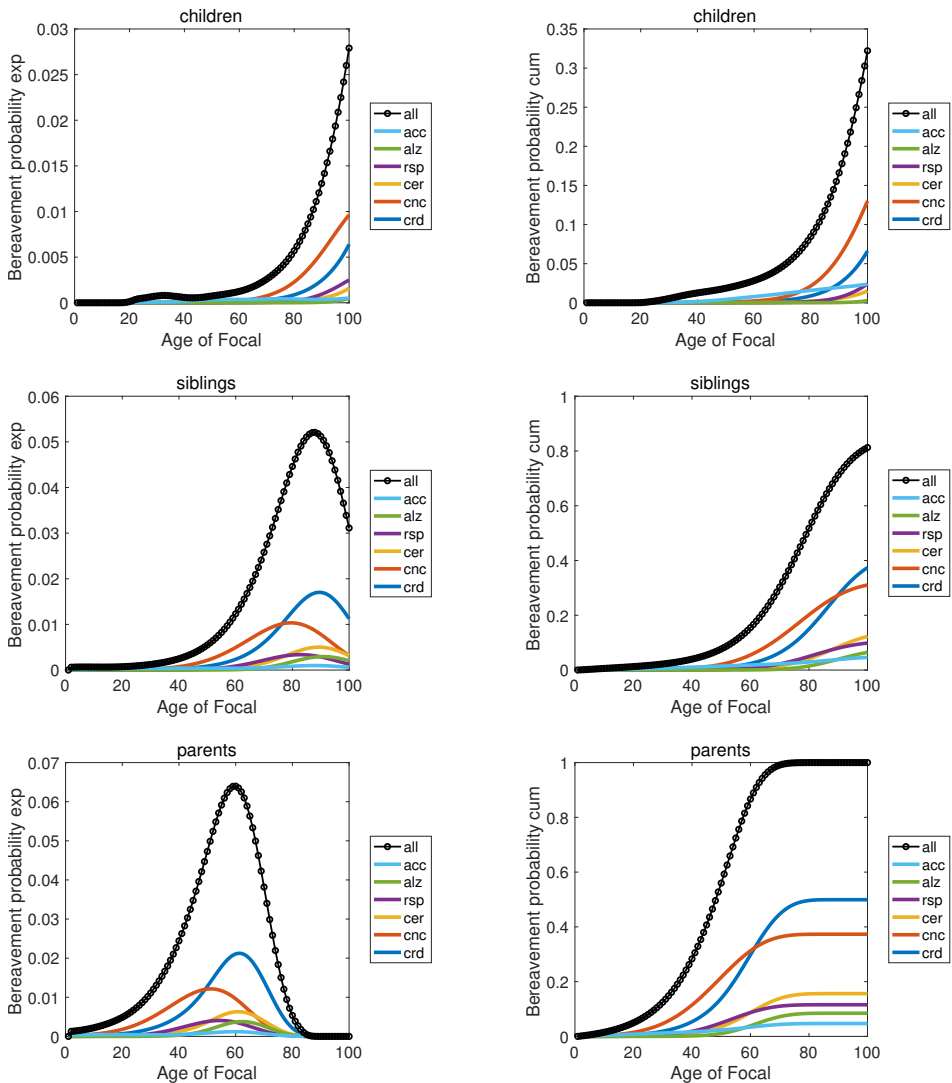 children
Bereavement probability exp
0.03
0.025
0.02
0.015
0.01
0.005
0
0 20 40 60 80 100
Age of Focal
all
acc
alz
rsp
cer
cnc
crd
children
Bereavement probability cum
0.35
0.3
0.25
0.2
0.15
0.1
0.05
0
0 20 40 60 80 100
Age of Focal
all
acc
alz
rsp
cer
cnc
crd
siblings
Bereavement probability exp
0.06
0.05
0.04
0.03
0.02
0.01
0
0 20 40 60 80 100
Age of Focal
all
acc
alz
rsp
cer
cnc
crd
siblings
Bereavement probability cum
1
0.8
0.6
0.4
0.2
0
0 20 40 60 80 100
Age of Focal
all
acc
alz
rsp
cer
cnc
crd
parents
Bereavement probability exp
0.07
0.06
0.05
0.04
0.03
0.02
0.01
0
0 20 40 60 80 100
Age of Focal
all
acc
alz
rsp
cer
cnc
crd
parents
Bereavement probability cum
1
0.8
0.6
0.4
0.2
0
0 20 40 60 80 100
Age of Focal
all
acc
alz
rsp
cer
cnc
crd